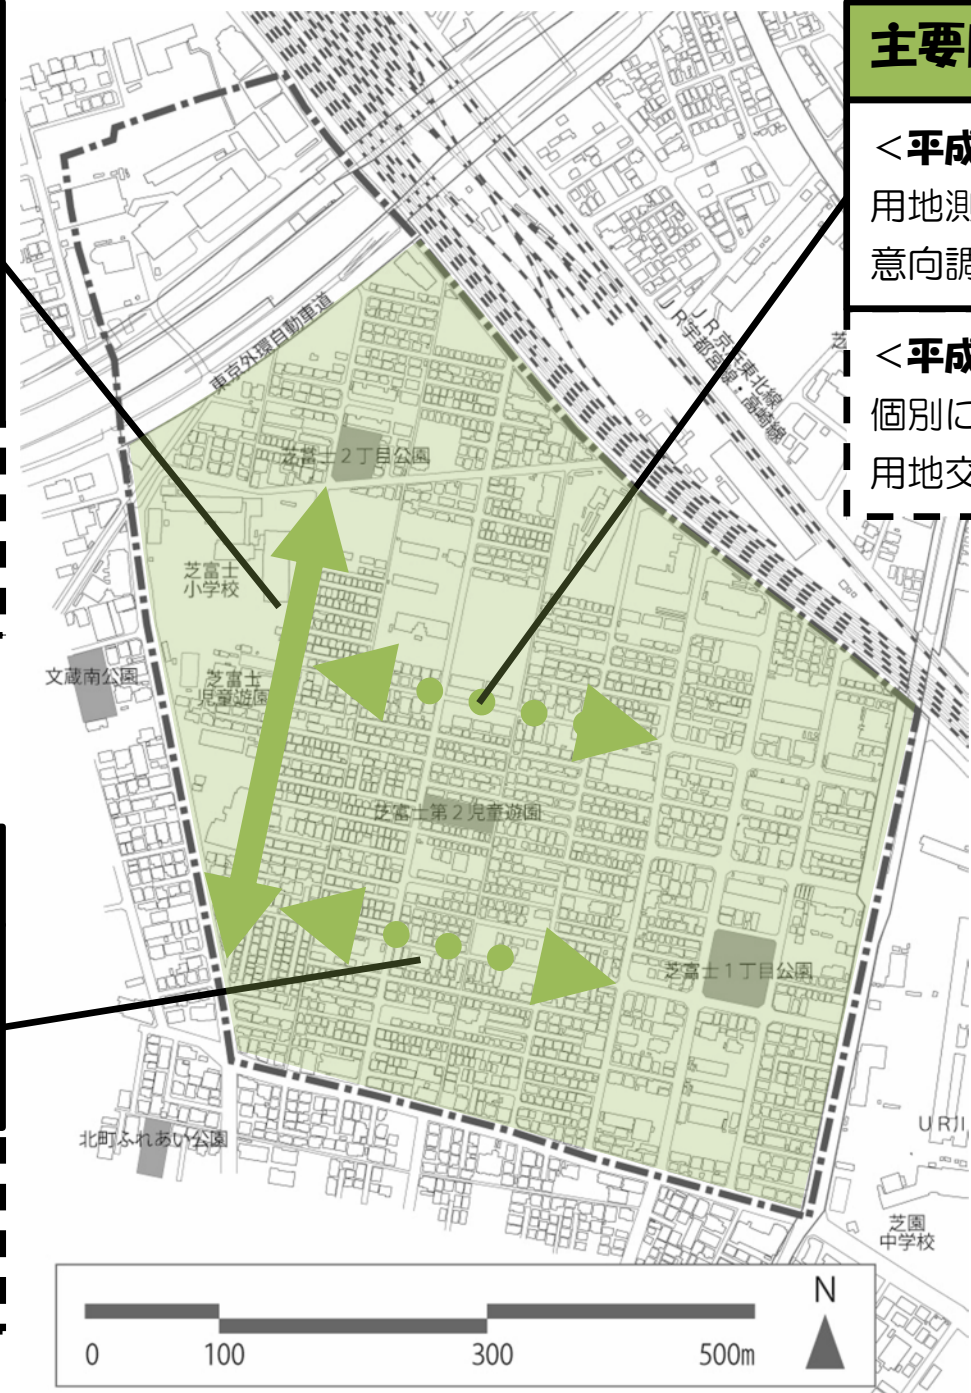 主要
<平成
用地測
意向調
<平成
個別に
用地交
東京外環自動車道
JR京浜東北線
JR宇都宮線・高崎線
芝
芝富士2丁目公園
芝富士
小学校
文蔵南公園
芝富士
児童遊園
芝富士第2児童遊園
芝富士1丁目公園
北町ふれあい公園
UR川
芝園
中学校
N
0 100 300 500m